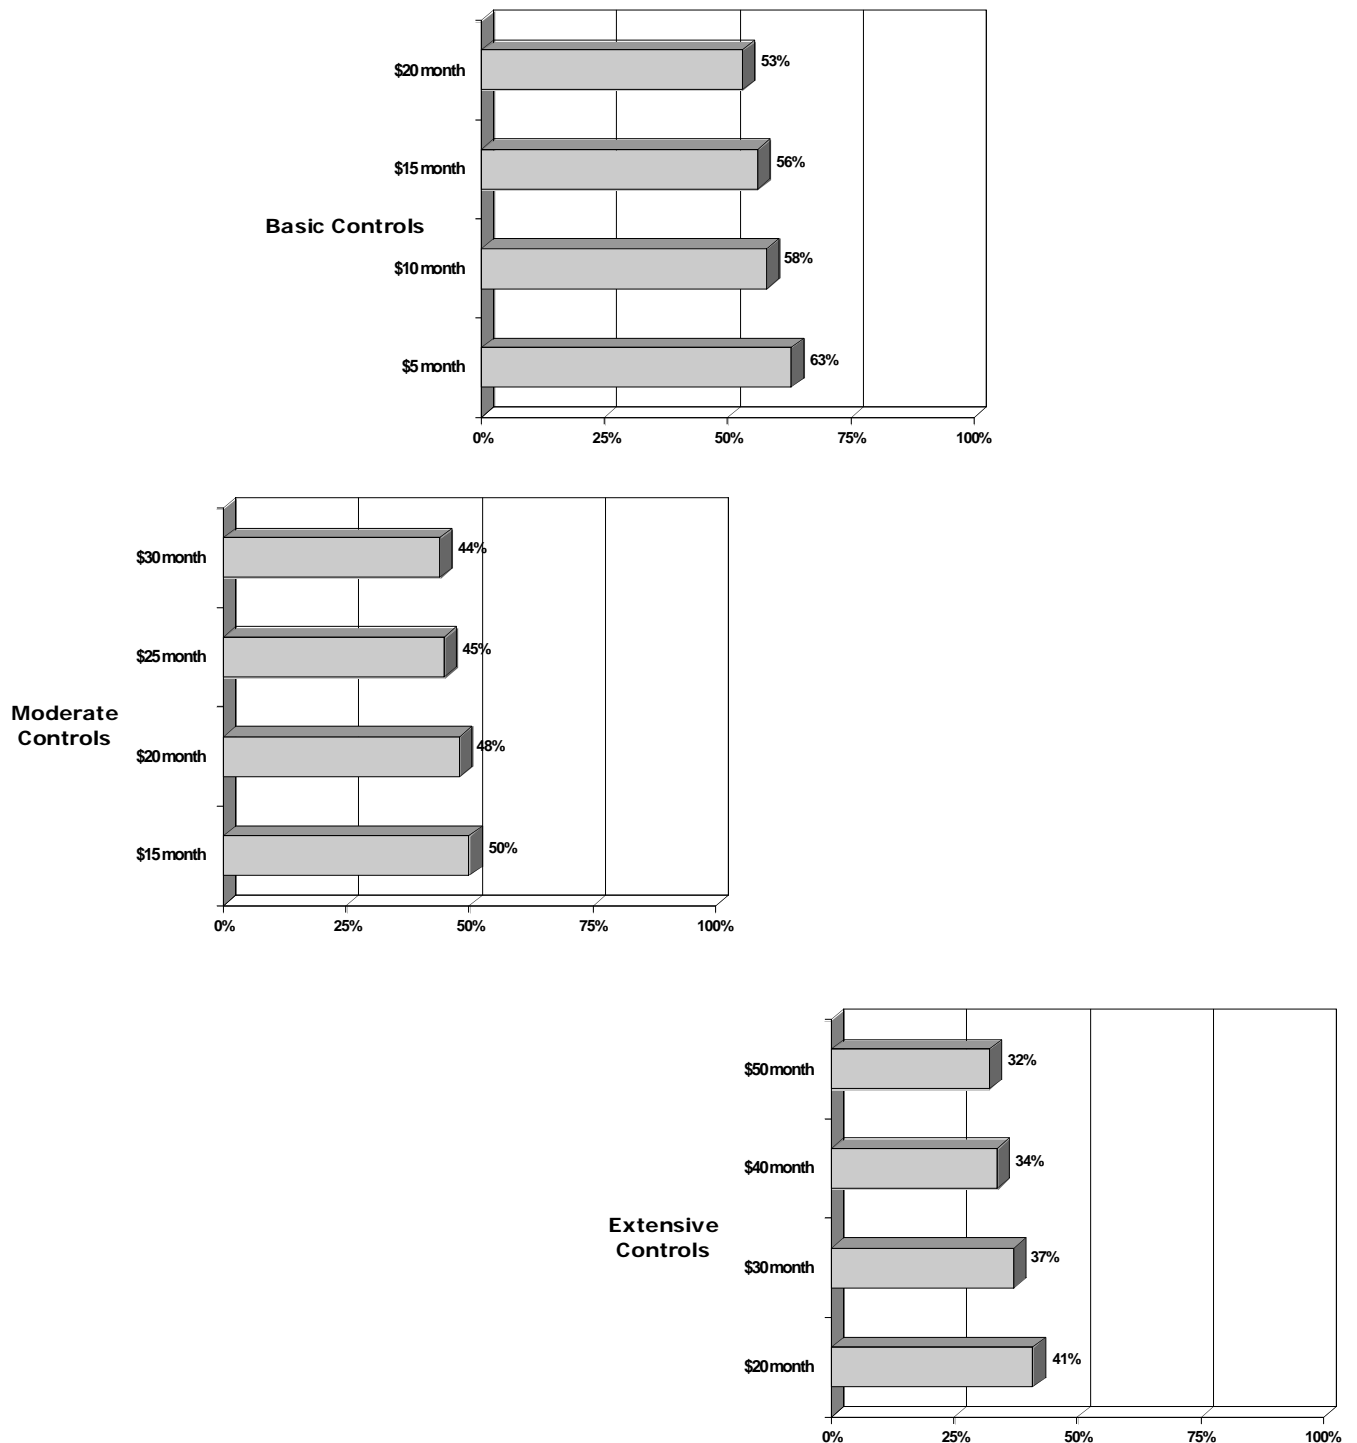 $20 month
53%
$15 month
56%
Basic Controls
$10 month
58%
$5 month
63%
0% 25% 50% 75% 100%
$30 month
44%
$25 month
45%
Moderate
Controls
$20 month
48%
$15 month
50%
0% 25% 50% 75% 100%
$50 month
32%
$40 month
34%
Extensive
Controls
$30 month
37%
$20 month
41%
0% 25% 50% 75% 100%